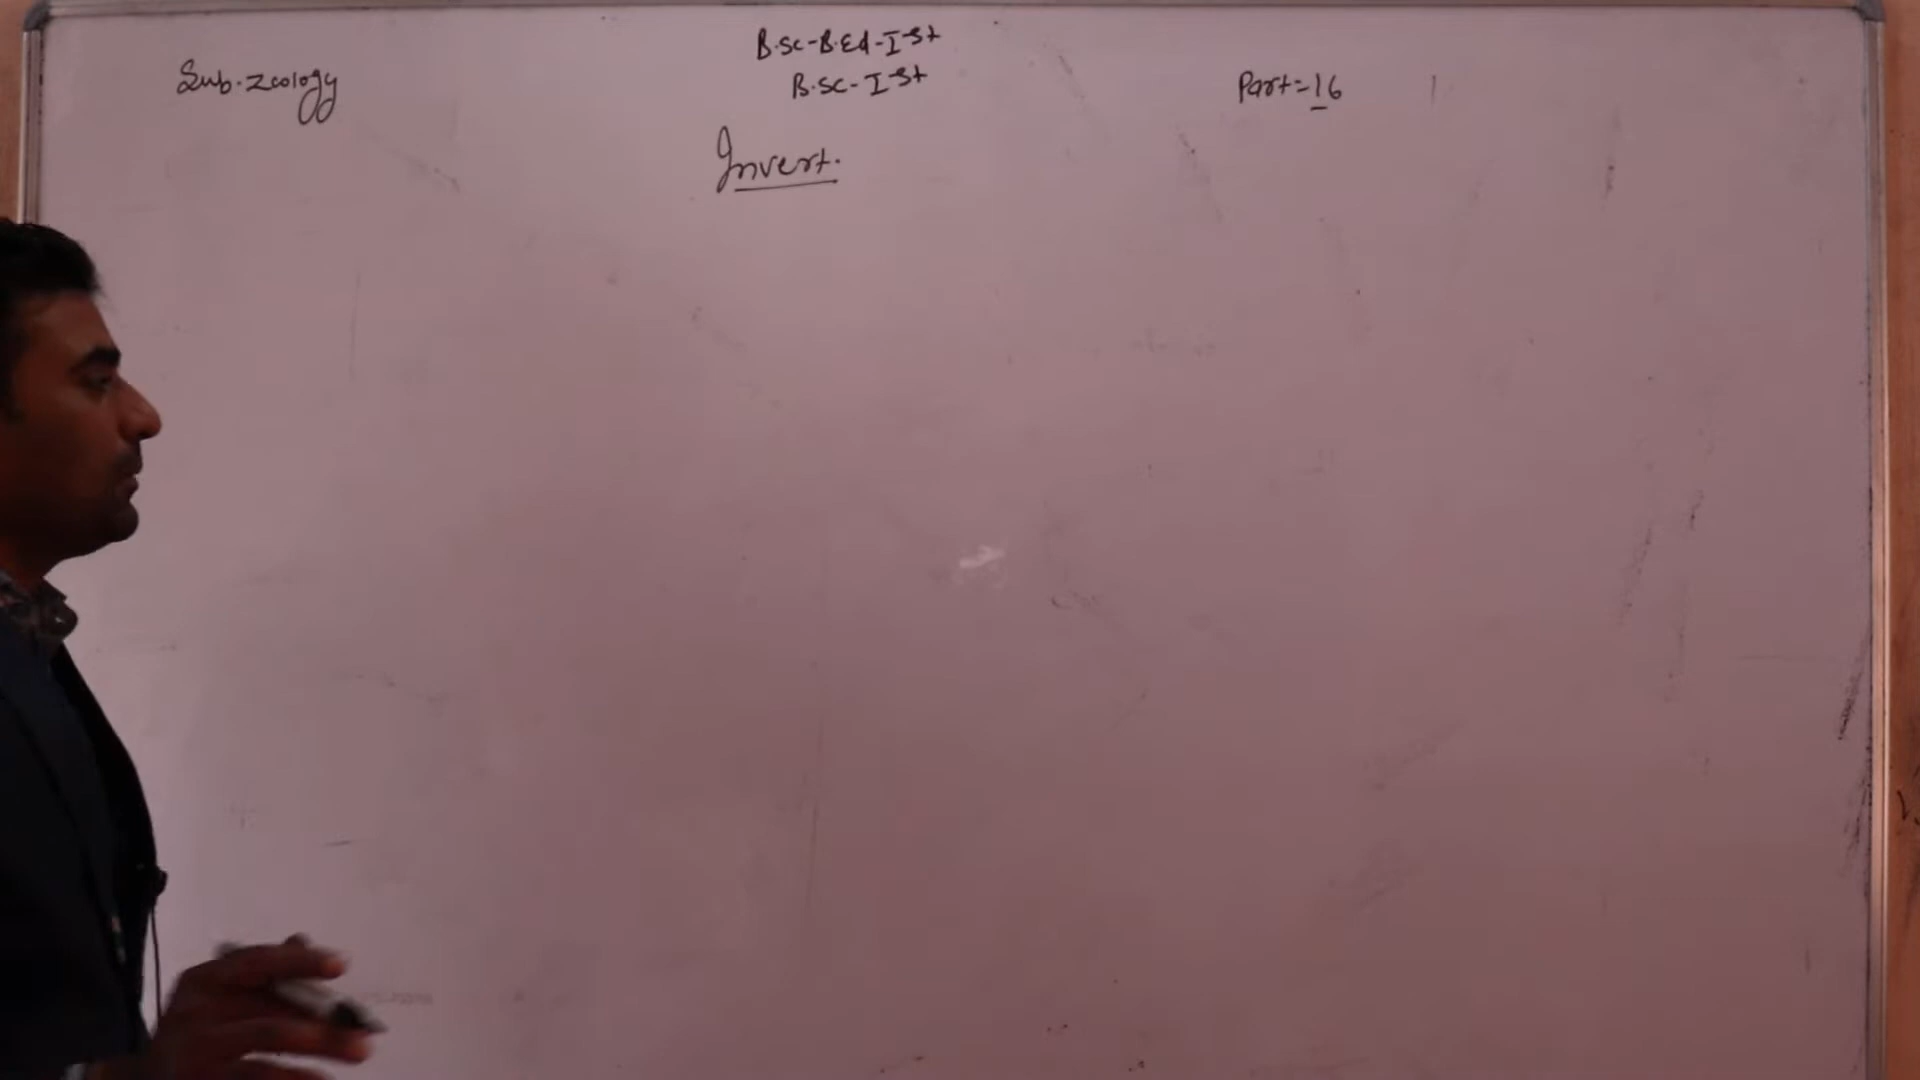 B.Sc-B.Ed-I-St
Sub.Zoology
B.SC-I-St
Part-16
Invert.